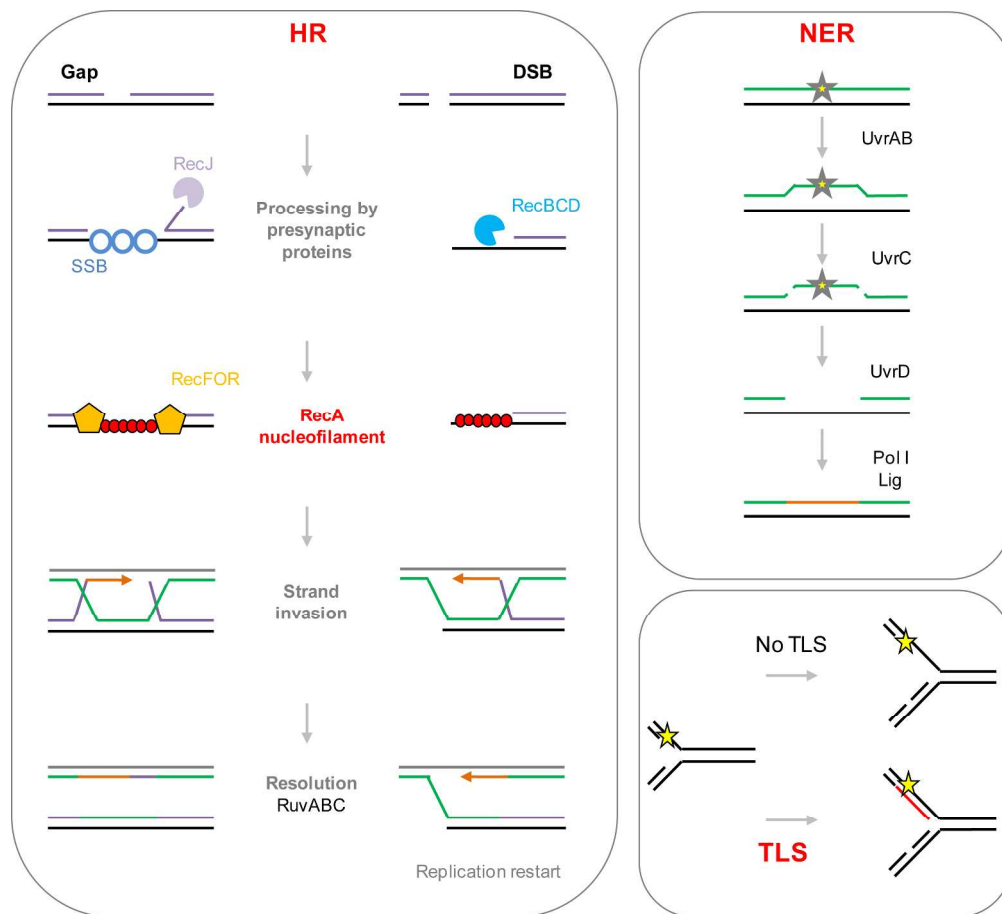 HR
Gap
DSB
RecJ
Processing by
presynaptic
proteins
RecBCD
SSB
RecFOR
RecA
nucleofilament
Strand
invasion
Resolution
RuvABC
Replication restart
NER
UvrAB
UvrC
UvrD
Pol I
Lig
No TLS
TLS